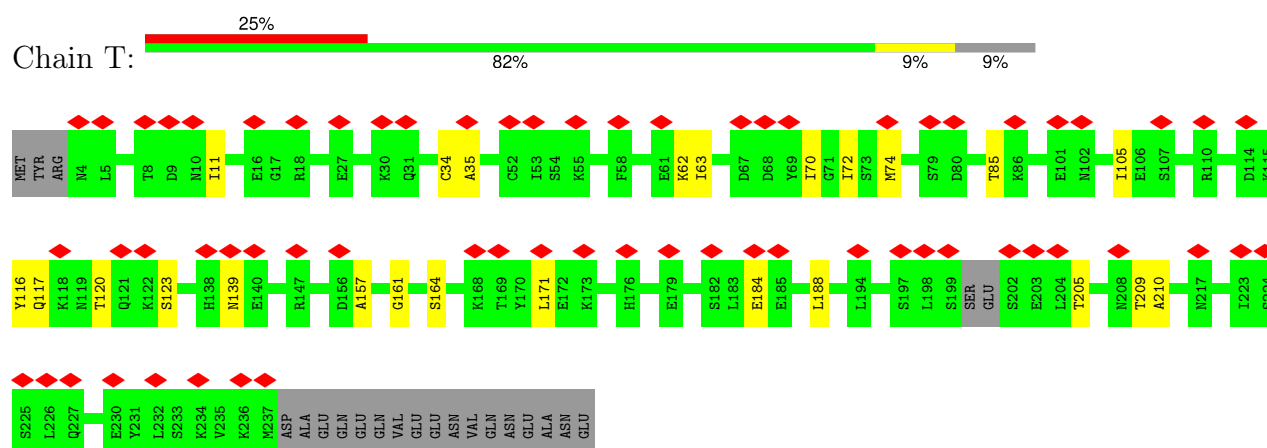 25%
Chain T:
82% 9% 9%
MET TYR ARG N4 L5 T8 D9 N10 I11 E16 G17 R18 E27 K30 Q31 C34 A35 C52 I53 S54 K55 F58 E61 K62 I63 D67 D68 Y69 I70 G71 I72 S73 M74 S79 D80 T85 K86 E101 N102 I105 E106 S107 R110 D114 K115
Y116 Q117 K118 N119 T120 Q121 K122 S123 H138 N139 E140 R147 D156 A157 G161 S164 K168 T169 Y170 L171 E172 K173 H176 E179 S182 L183 E184 E185 L188 L194 S197 L198 S199 SER GLU S202 E203 L204 T205 N208 T209 A210 N217 I223 S224
S225 L226 Q227 E230 Y231 L232 S233 K234 V235 K236 M237 ASP ALA GLU GLN GLU GLN VAL GLU GLU ASN VAL GLN ASN GLU ALA ASN GLU